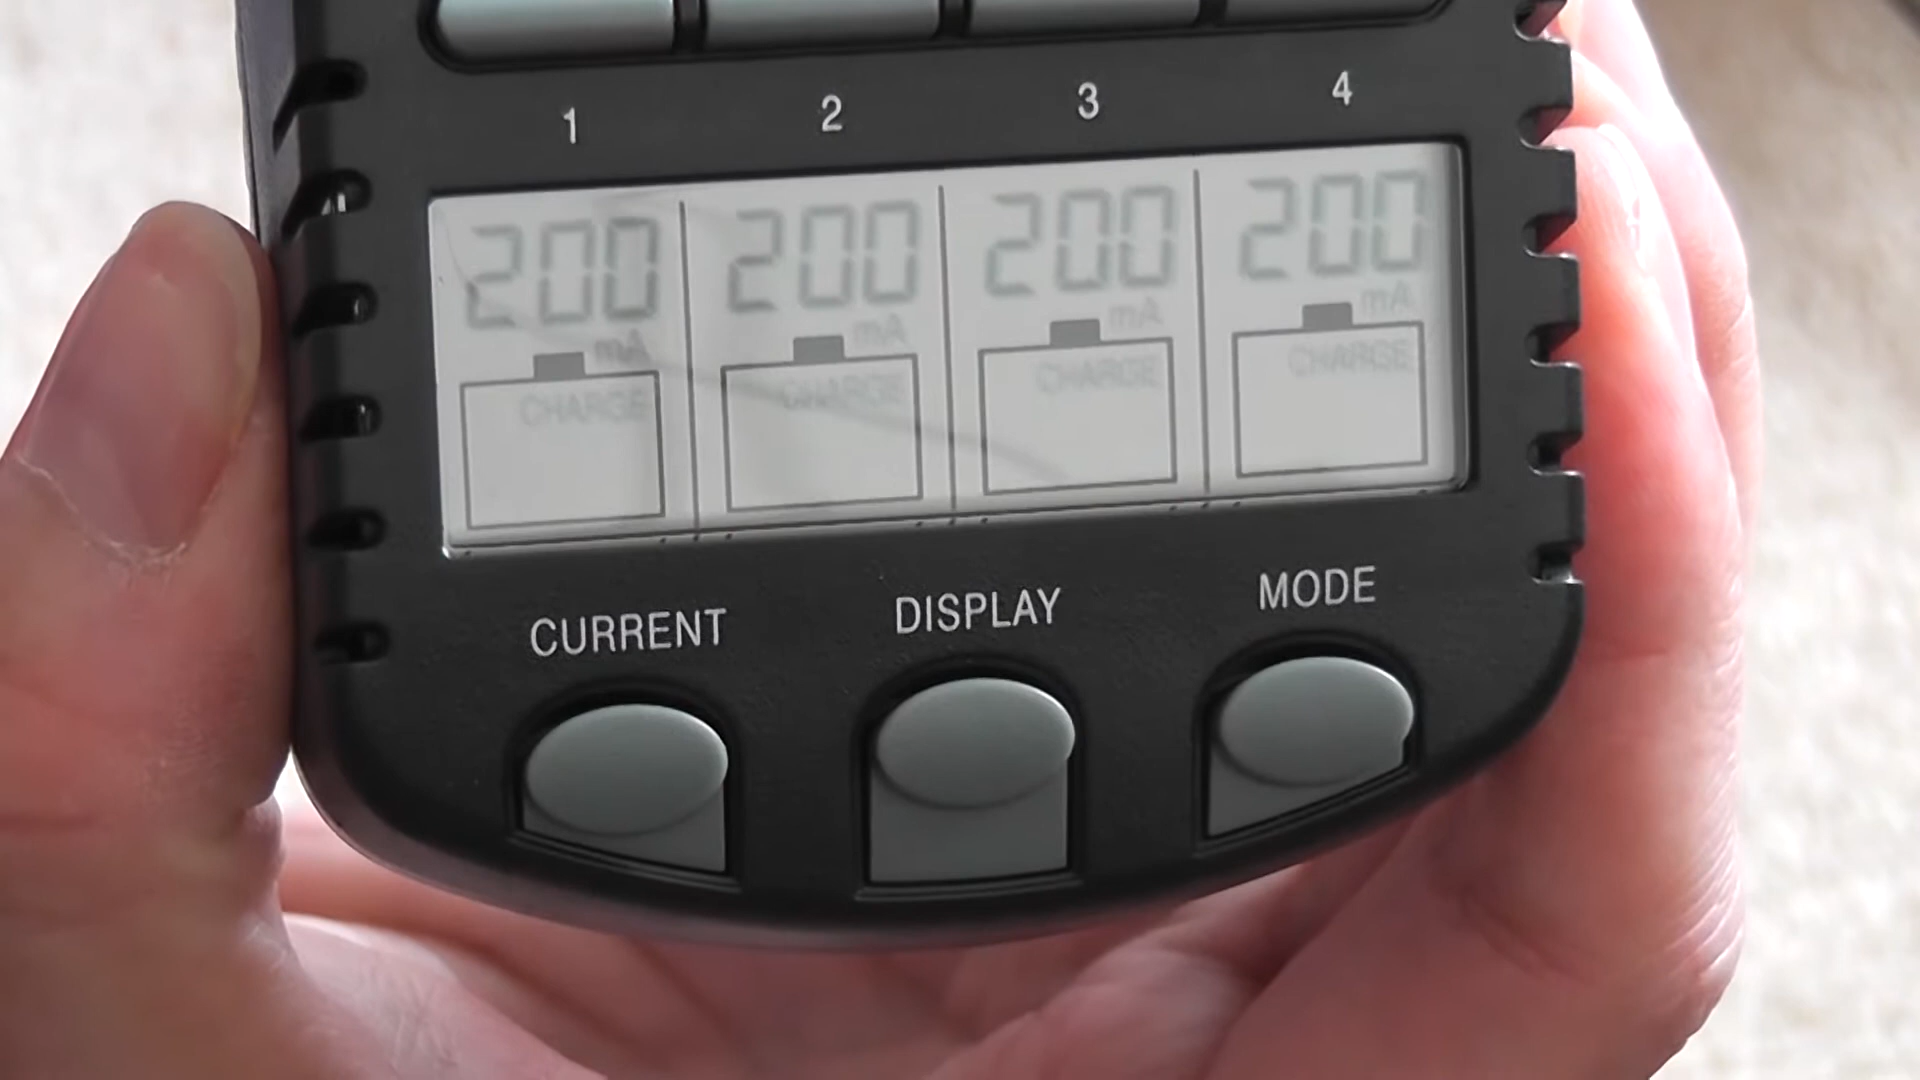 1 2 3 4
200 200 200 200
mA mA mA mA
CHARGE CHARGE CHARGE CHARGE
CURRENT DISPLAY MODE